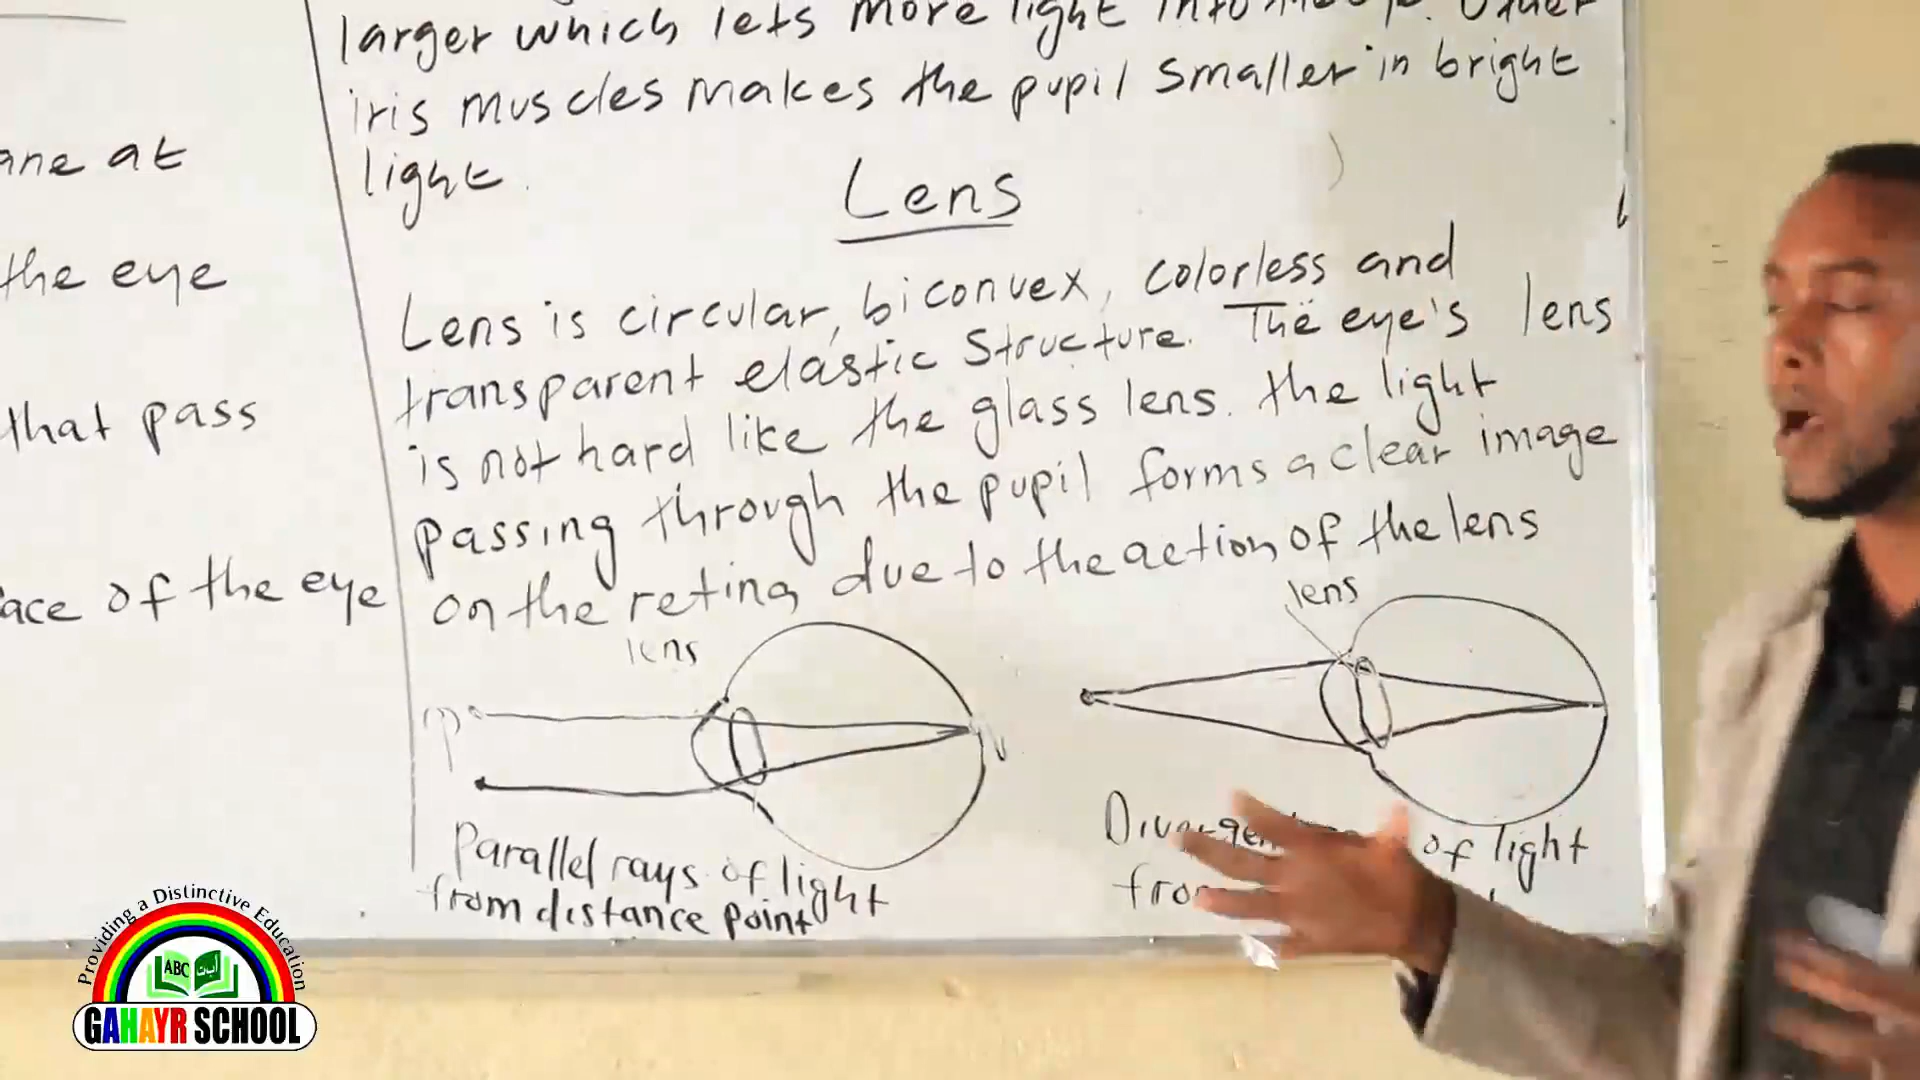 larger which lets more light into
iris muscles makes the pupil smaller in bright
light.
ane at
the eye
that pass
ace of the eye
Lens
Lens is circular, biconvex, colorless and
transparent elastic structure. The eye's lens
is not hard like the glass lens. the light
passing through the pupil forms a clear image
on the retina due to the action of the lens
lens
lens
Parallel rays of light
from distance point
of light
Providing a Distinctive Education
ABC
GAHAYR SCHOOL